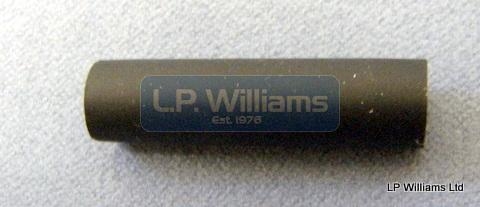 L.P. Williams
Est. 1976
LP Williams Ltd